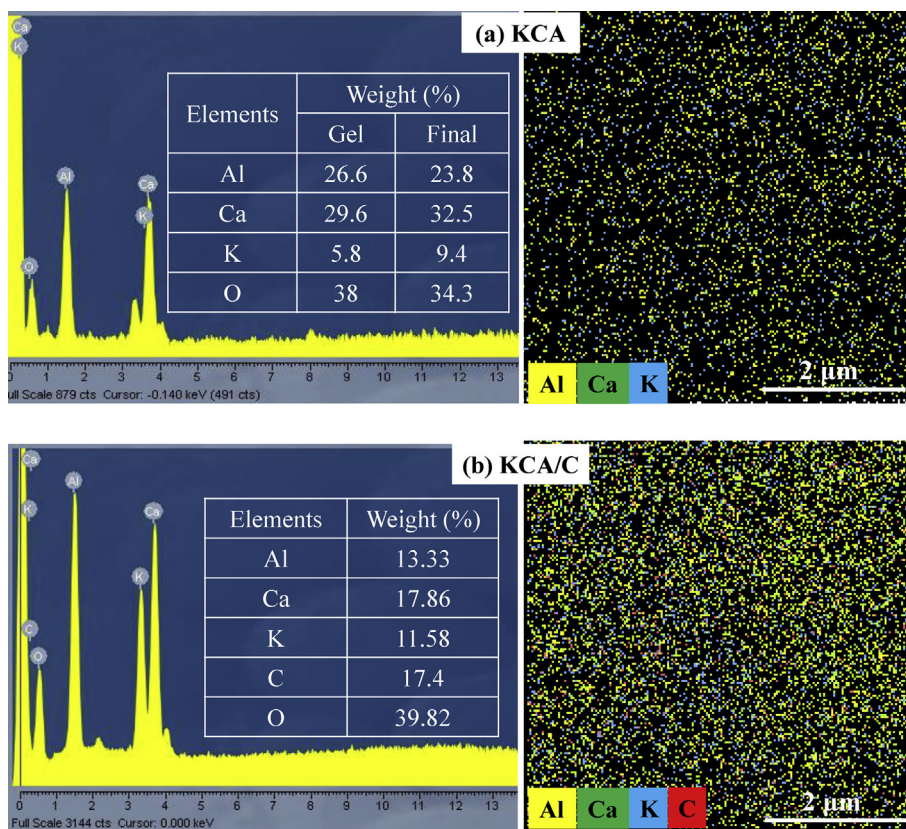 (a) KCA
Ca
K
Al
Ca
K
O
Elements Weight (%)
Gel Final
Al 26.6 23.8
Ca 29.6 32.5
K 5.8 9.4
O 38 34.3
0 1 2 3 4 5 6 7 8 9 10 11 12 13
ull Scale 879 cts Cursor: -0.140 keV (491 cts)
Al Ca K
2 μm
(b) KCA/C
Ca
K
Al
Ca
K
C
O
Elements Weight (%)
Al 13.33
Ca 17.86
K 11.58
C 17.4
O 39.82
0 1 2 3 4 5 6 7 8 9 10 11 12 13
Full Scale 3144 cts Cursor: 0.000 keV
Al Ca K C
2 μm